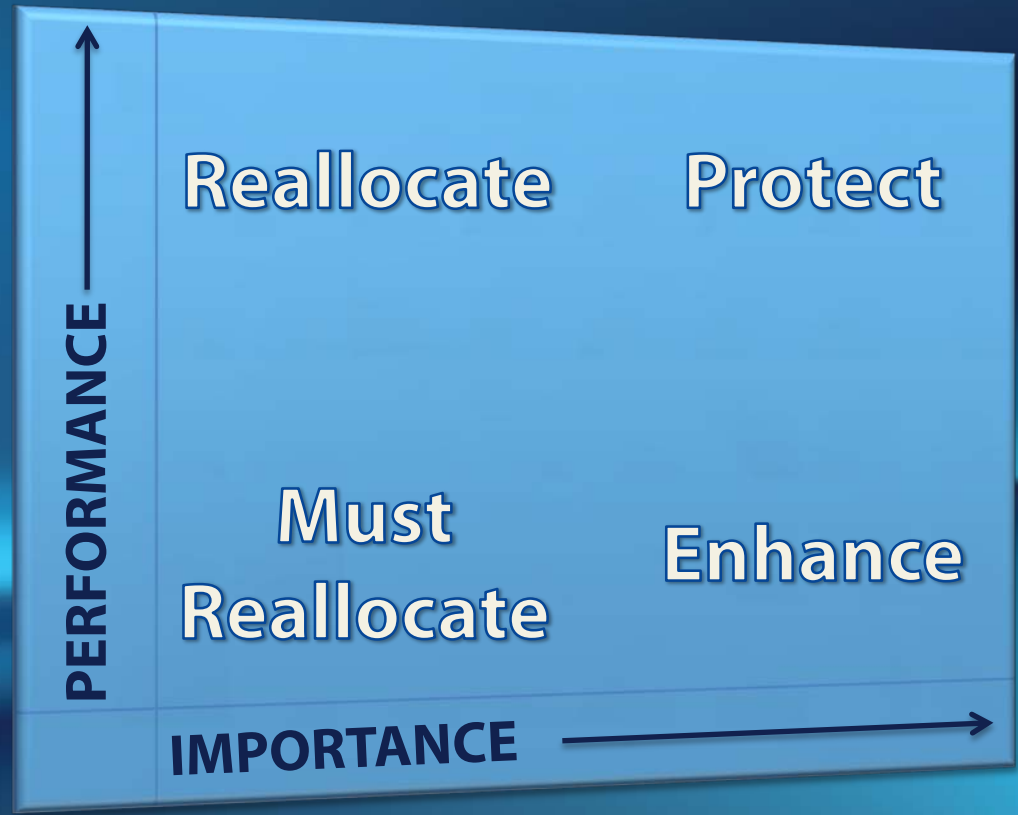 PERFORMANCE
Reallocate
Protect
Must
Reallocate
Enhance
IMPORTANCE